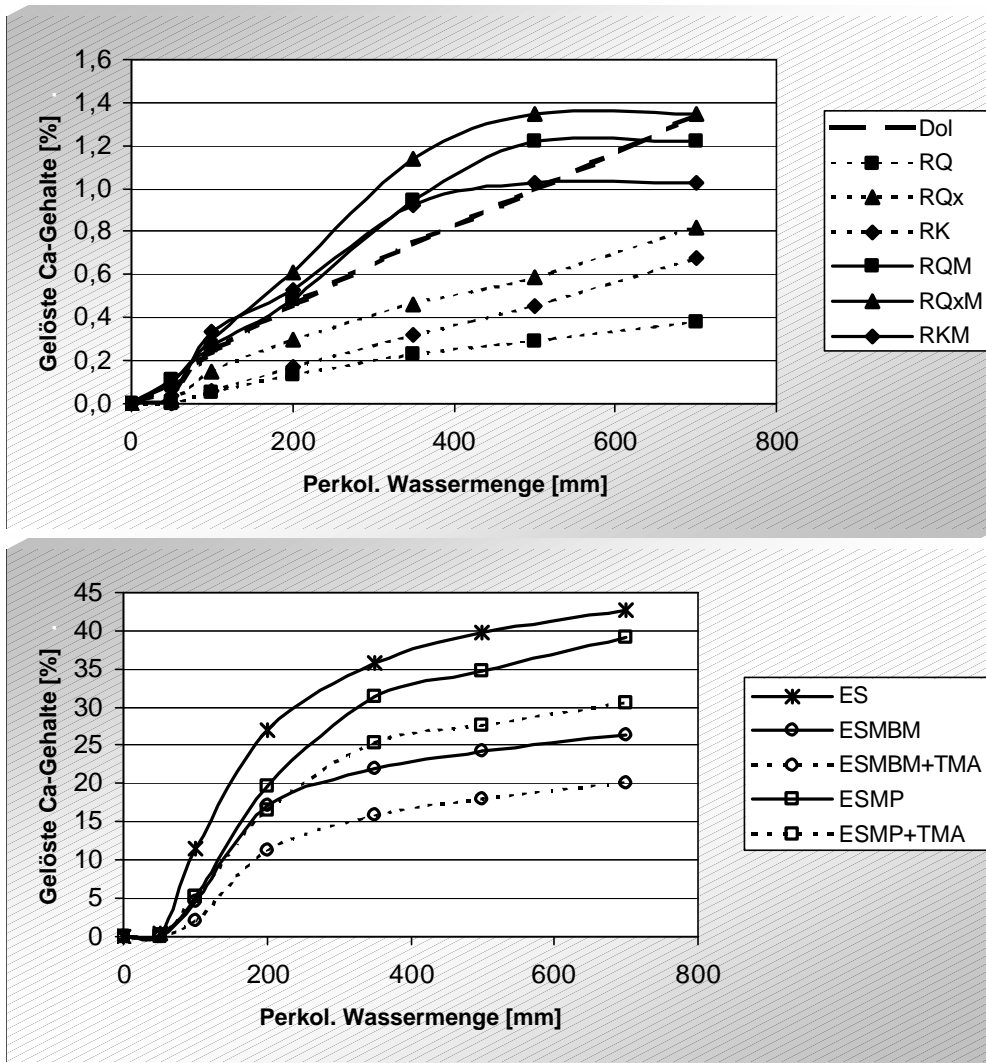 Gelöste Ca-Gehalte [%]
1,6
1,4
1,2
1,0
0,8
0,6
0,4
0,2
0,0
0
200
400
600
800
Perkol. Wassermenge [mm]
Dol
RQ
RQx
RK
RQM
RQxM
RKM
Gelöste Ca-Gehalte [%]
45
40
35
30
25
20
15
10
5
0
0
200
400
600
800
Perkol. Wassermenge [mm]
ES
ESMBM
ESMBM+TMA
ESMP
ESMP+TMA